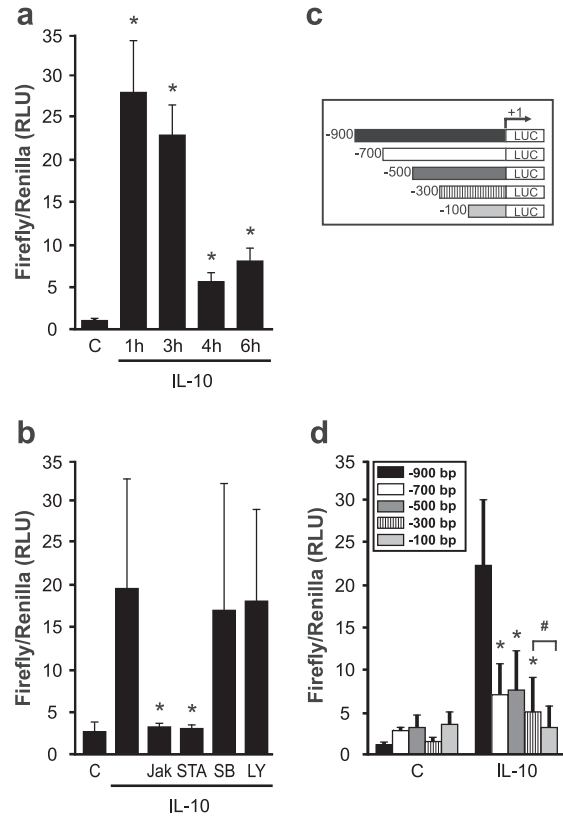 a
Firefly/Renilla (RLU)
35
30
25
20
15
10
5
0
*
*
*
*
C 1h 3h 4h 6h
IL-10
c
+1
-900 LUC
-700 LUC
-500 LUC
-300 LUC
-100 LUC
b
Firefly/Renilla (RLU)
35
30
25
20
15
10
5
0
* *
C Jak STA SB LY
IL-10
d
Firefly/Renilla (RLU)
35
30
25
20
15
10
5
0
-900 bp
-700 bp
-500 bp
-300 bp
-100 bp
#
* * *
C IL-10